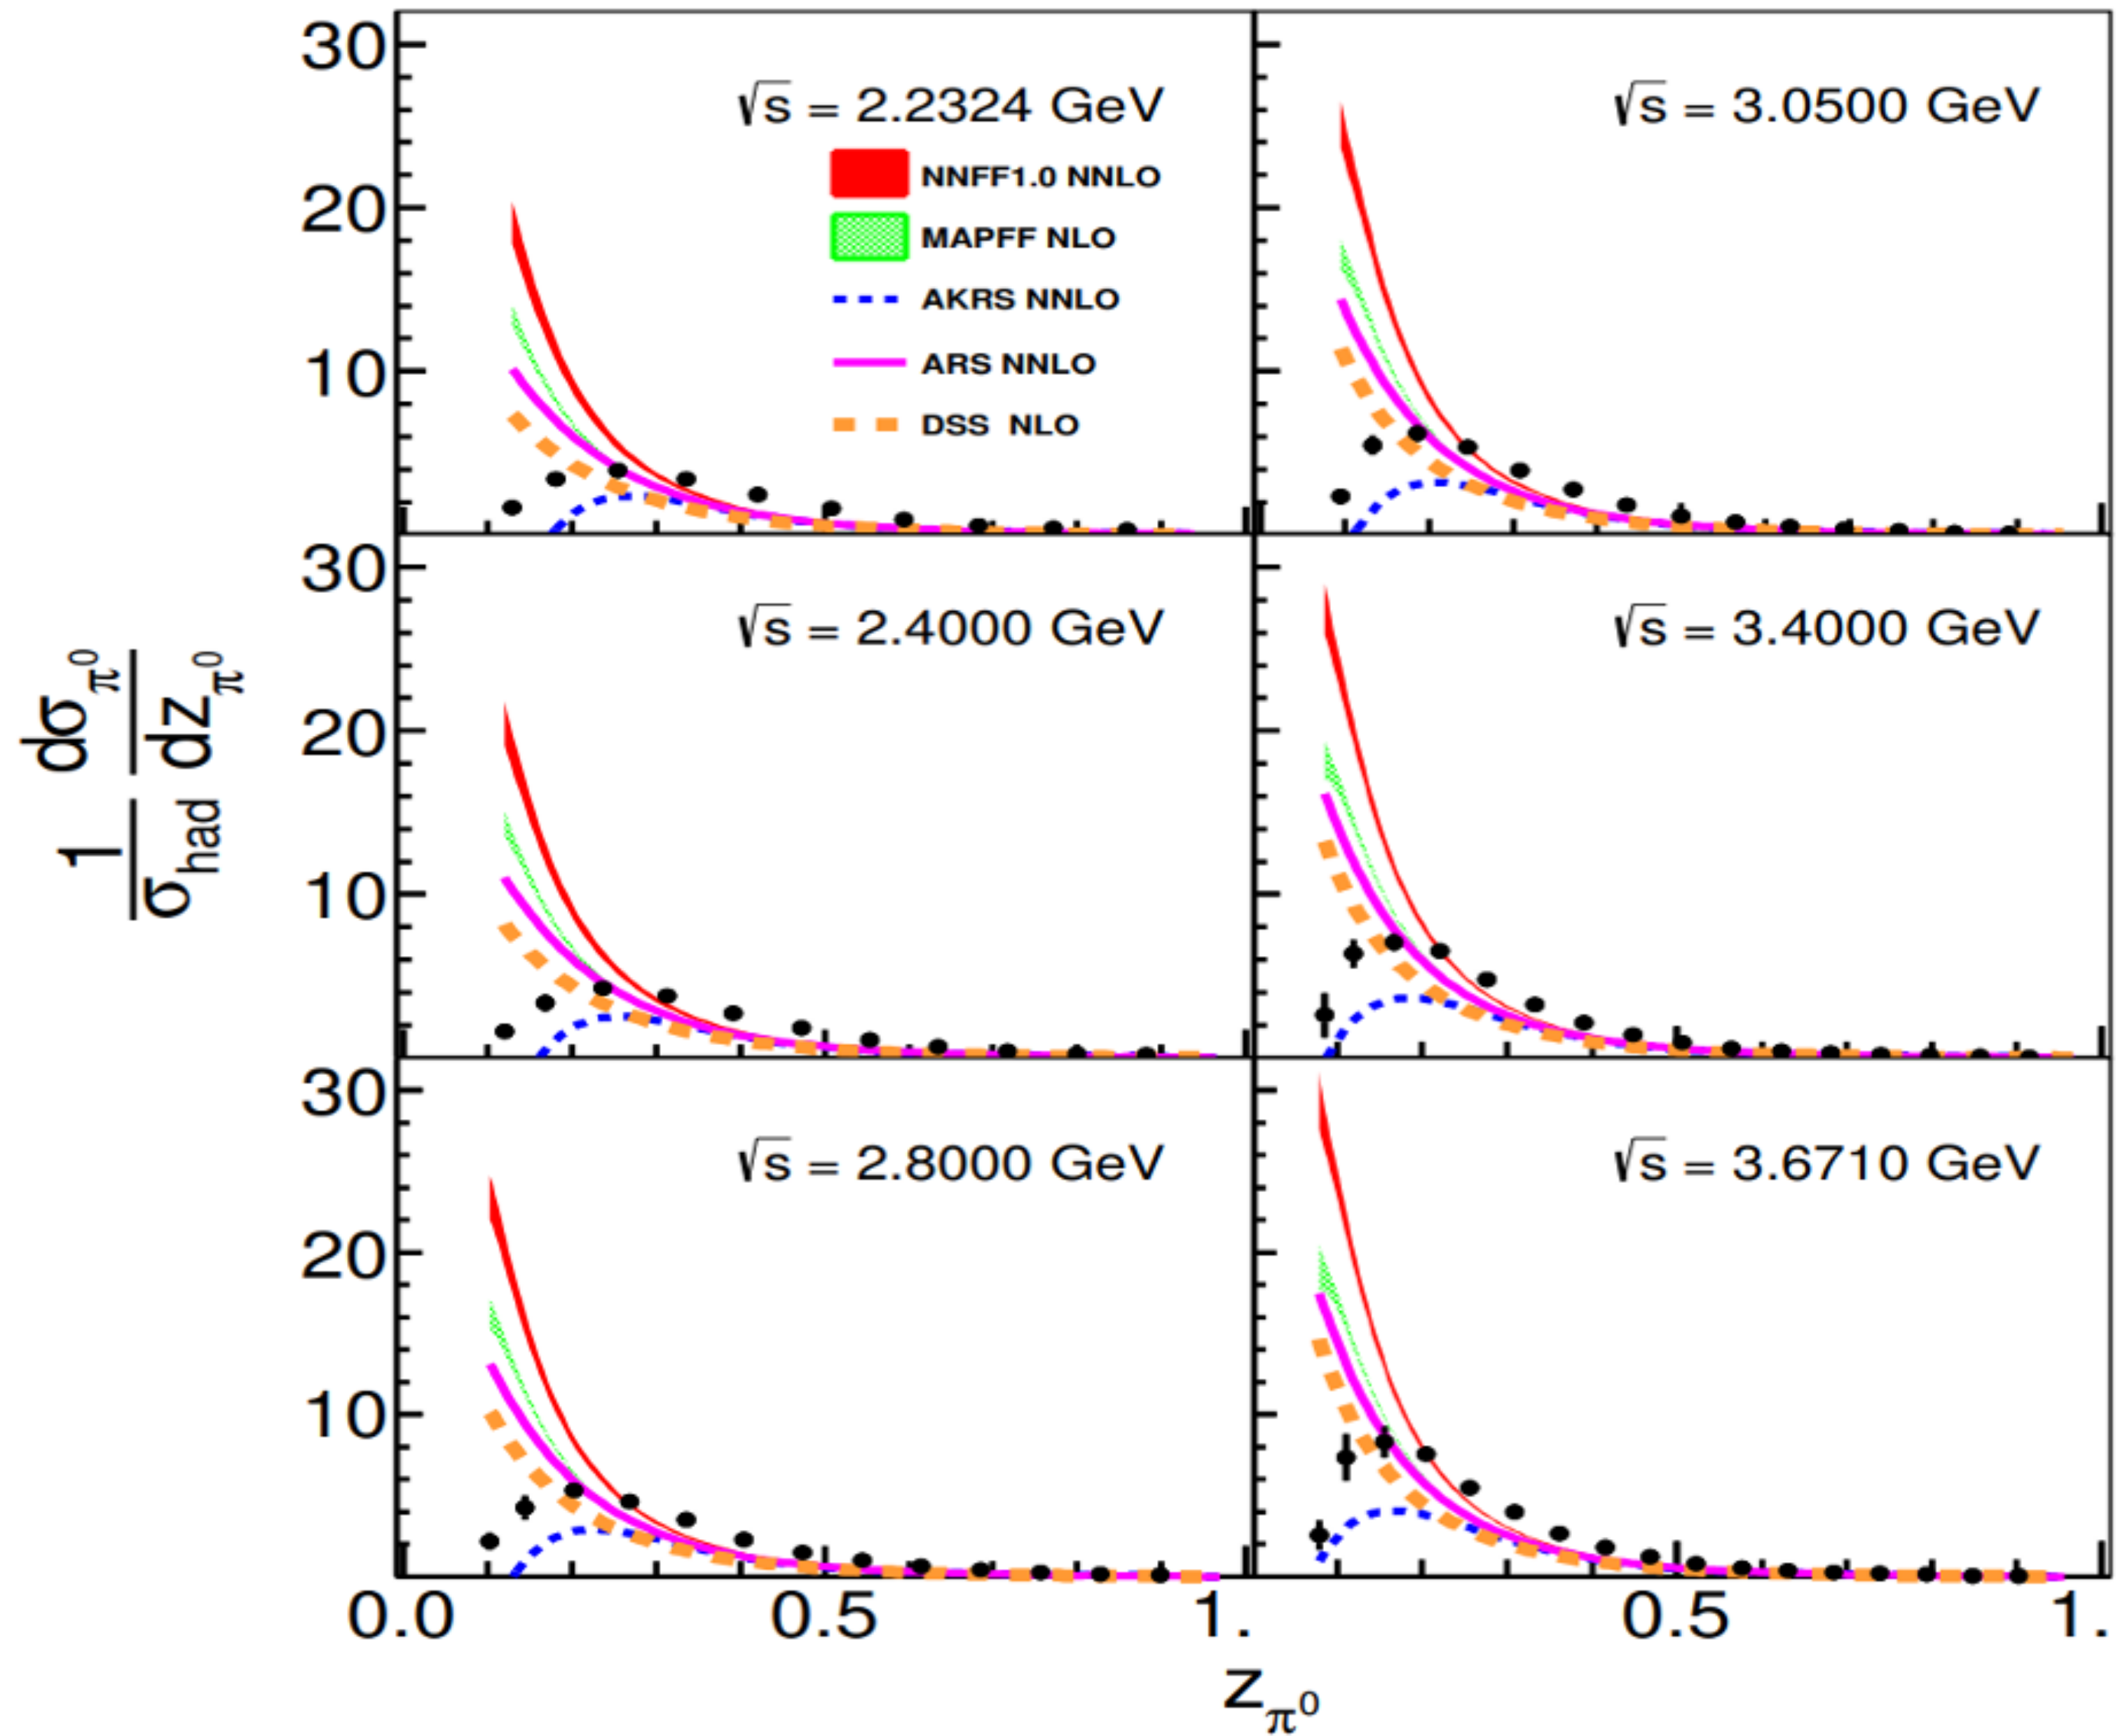 30
20
10
√s = 2.2324 GeV
NNFF1.0 NNLO
MAPFF NLO
AKRS NNLO
ARS NNLO
DSS NLO
√s = 3.0500 GeV
30
20
10
√s = 2.4000 GeV
√s = 3.4000 GeV
1/σhad dσπ⁰/dzπ⁰
30
20
10
√s = 2.8000 GeV
√s = 3.6710 GeV
0.0 0.5 1. 0.5 1.
zπ⁰